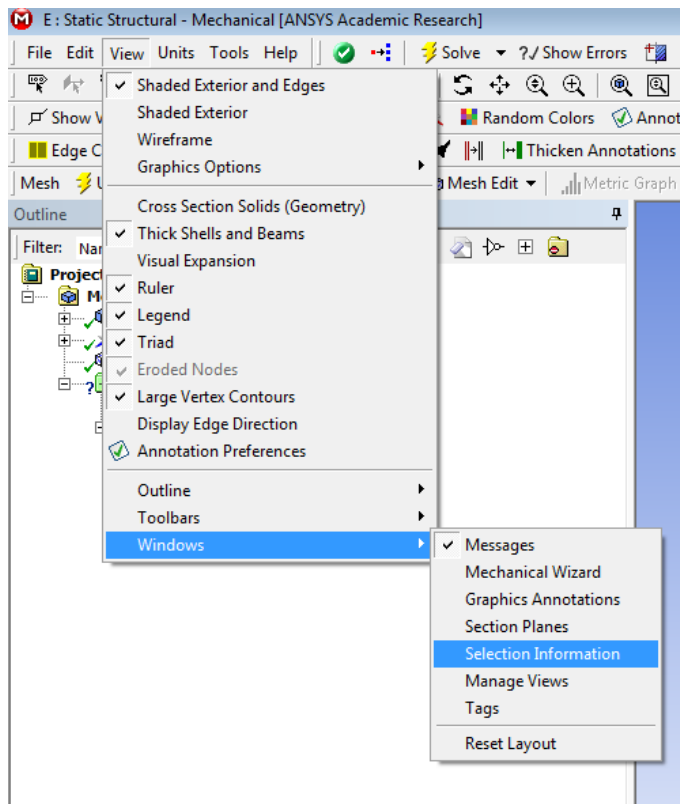 E : Static Structural - Mechanical [ANSYS Academic Research]
File Edit View Units Tools Help Solve ?/ Show Errors
Show
Random Colors Annot
Edge C
Thicken Annotations
Mesh
Mesh Edit Metric Graph
Outline
Filter: Nar
Project
Shaded Exterior and Edges
Shaded Exterior
Wireframe
Graphics Options
Cross Section Solids (Geometry)
Thick Shells and Beams
Visual Expansion
Ruler
Legend
Triad
Eroded Nodes
Large Vertex Contours
Display Edge Direction
Annotation Preferences
Outline
Toolbars
Windows
Messages
Mechanical Wizard
Graphics Annotations
Section Planes
Selection Information
Manage Views
Tags
Reset Layout